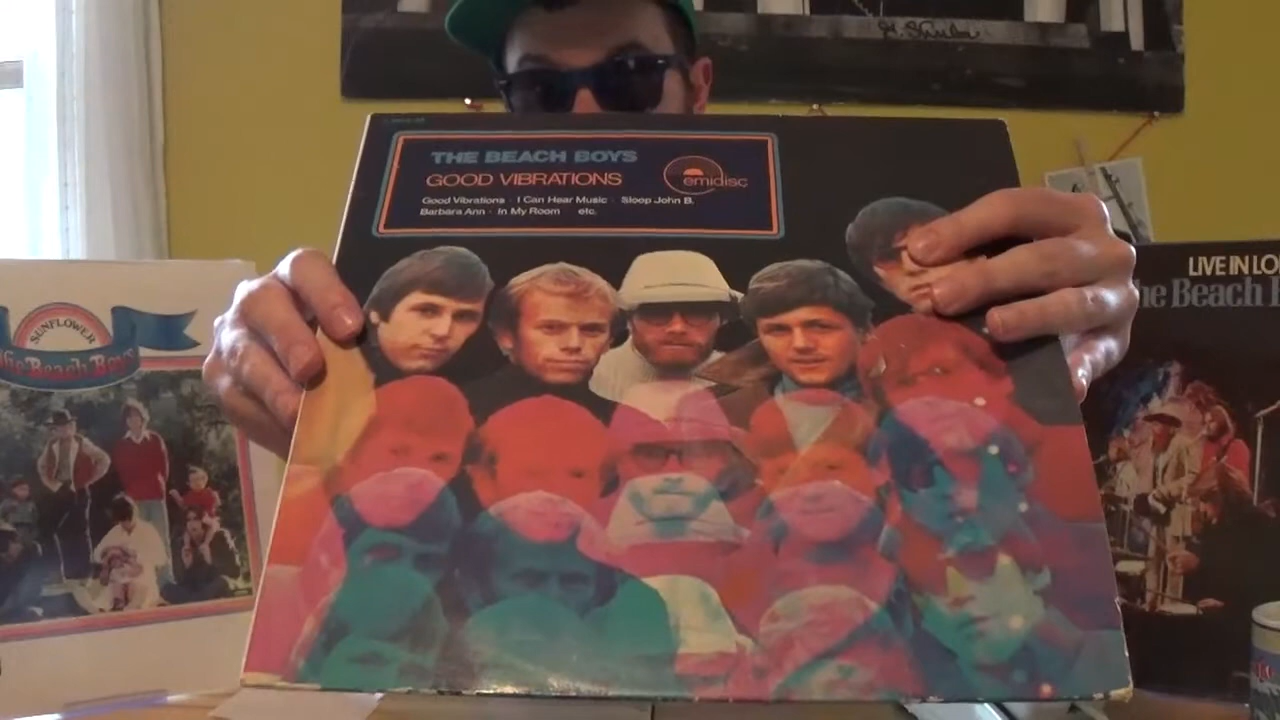 THE BEACH BOYS
GOOD VIBRATIONS
emidisc
Good Vibrations · I Can Hear Music · Sloop John B.
Barbara Ann · In My Room etc.
SUNFLOWER
The Beach Boys
LIVE IN LO
he Beach